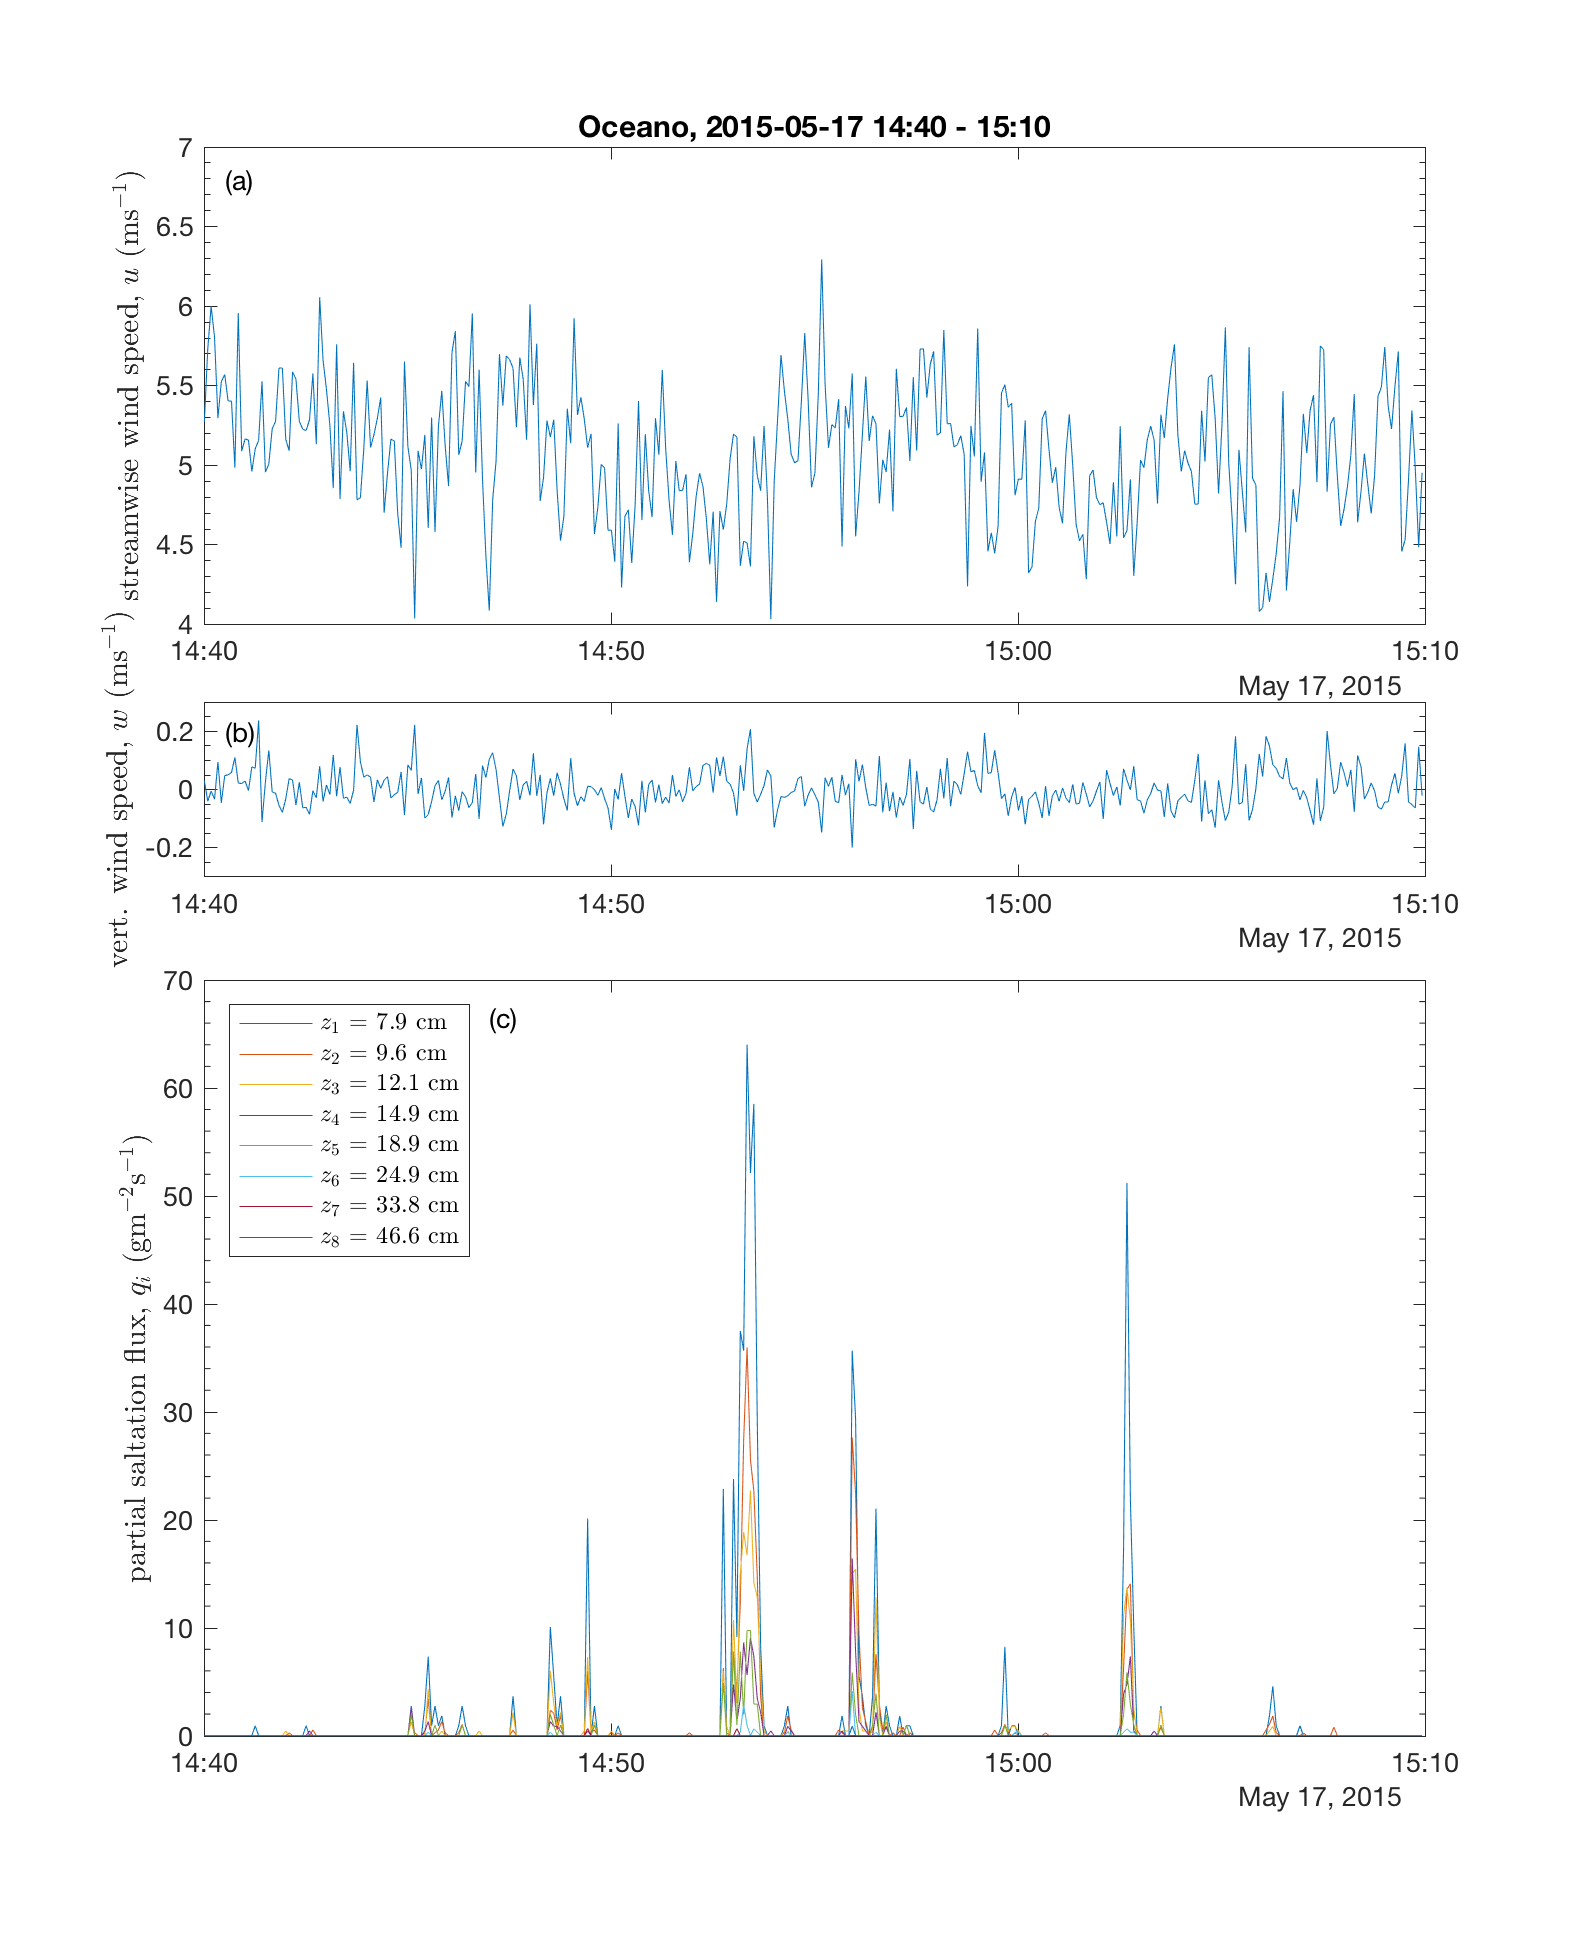 Oceano, 2015-05-17 14:40 - 15:10
(a)
streamwise wind speed, u (ms⁻¹)
7
6.5
6
5.5
5
4.5
4
14:40 14:50 15:00 15:10
May 17, 2015
(b)
vert. wind speed, w (ms⁻¹)
0.2
0
-0.2
14:40 14:50 15:00 15:10
May 17, 2015
(c)
partial saltation flux, qᵢ (gm⁻²s⁻¹)
70
60
50
40
30
20
10
0
z₁ = 7.9 cm
z₂ = 9.6 cm
z₃ = 12.1 cm
z₄ = 14.9 cm
z₅ = 18.9 cm
z₆ = 24.9 cm
z₇ = 33.8 cm
z₈ = 46.6 cm
14:40 14:50 15:00 15:10
May 17, 2015